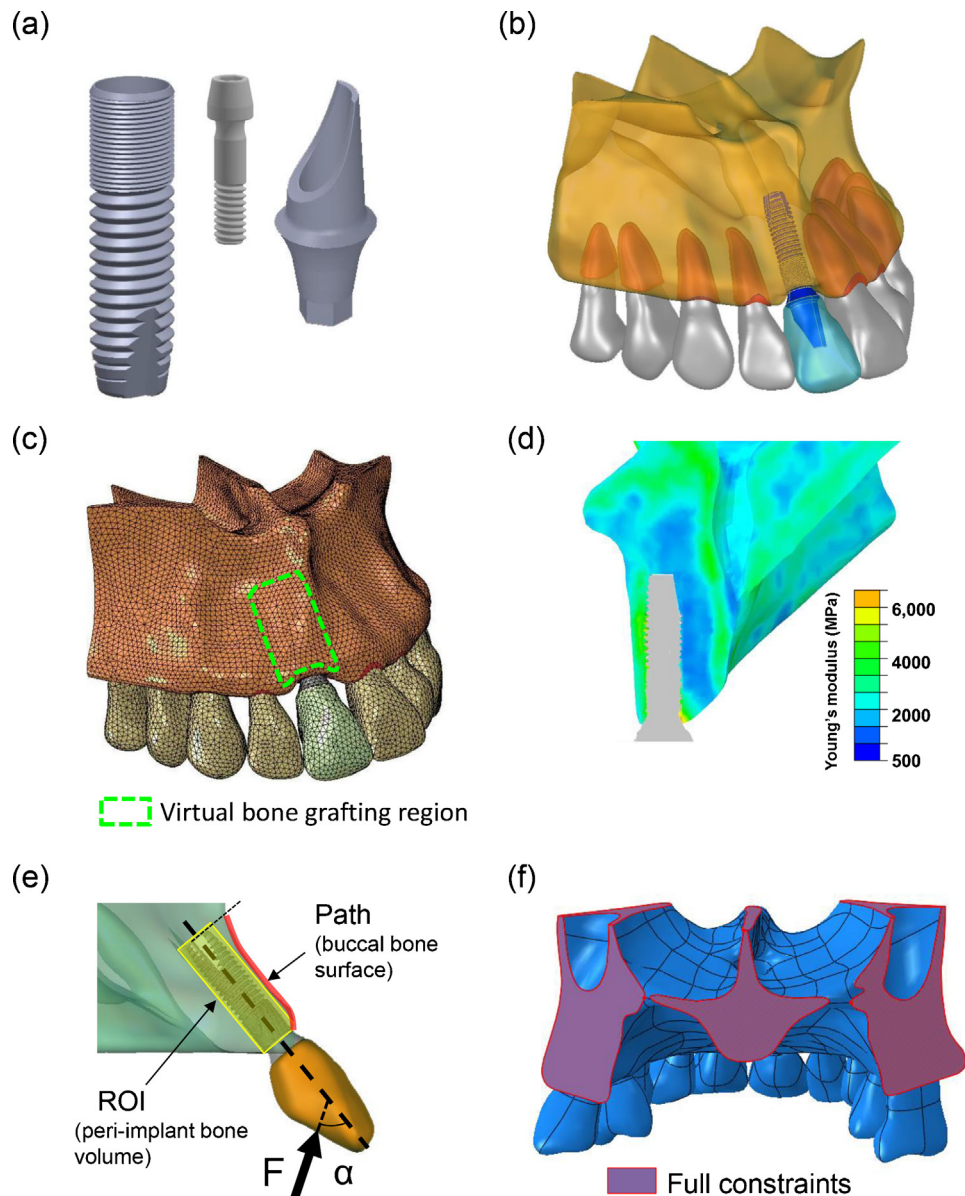 (a)
(b)
(c)
(d)
Young's modulus (MPa)
6,000
4000
2000
500
Virtual bone grafting region
(e)
Path
(buccal bone
surface)
ROI
(peri-implant bone
volume)
F
α
(f)
Full constraints